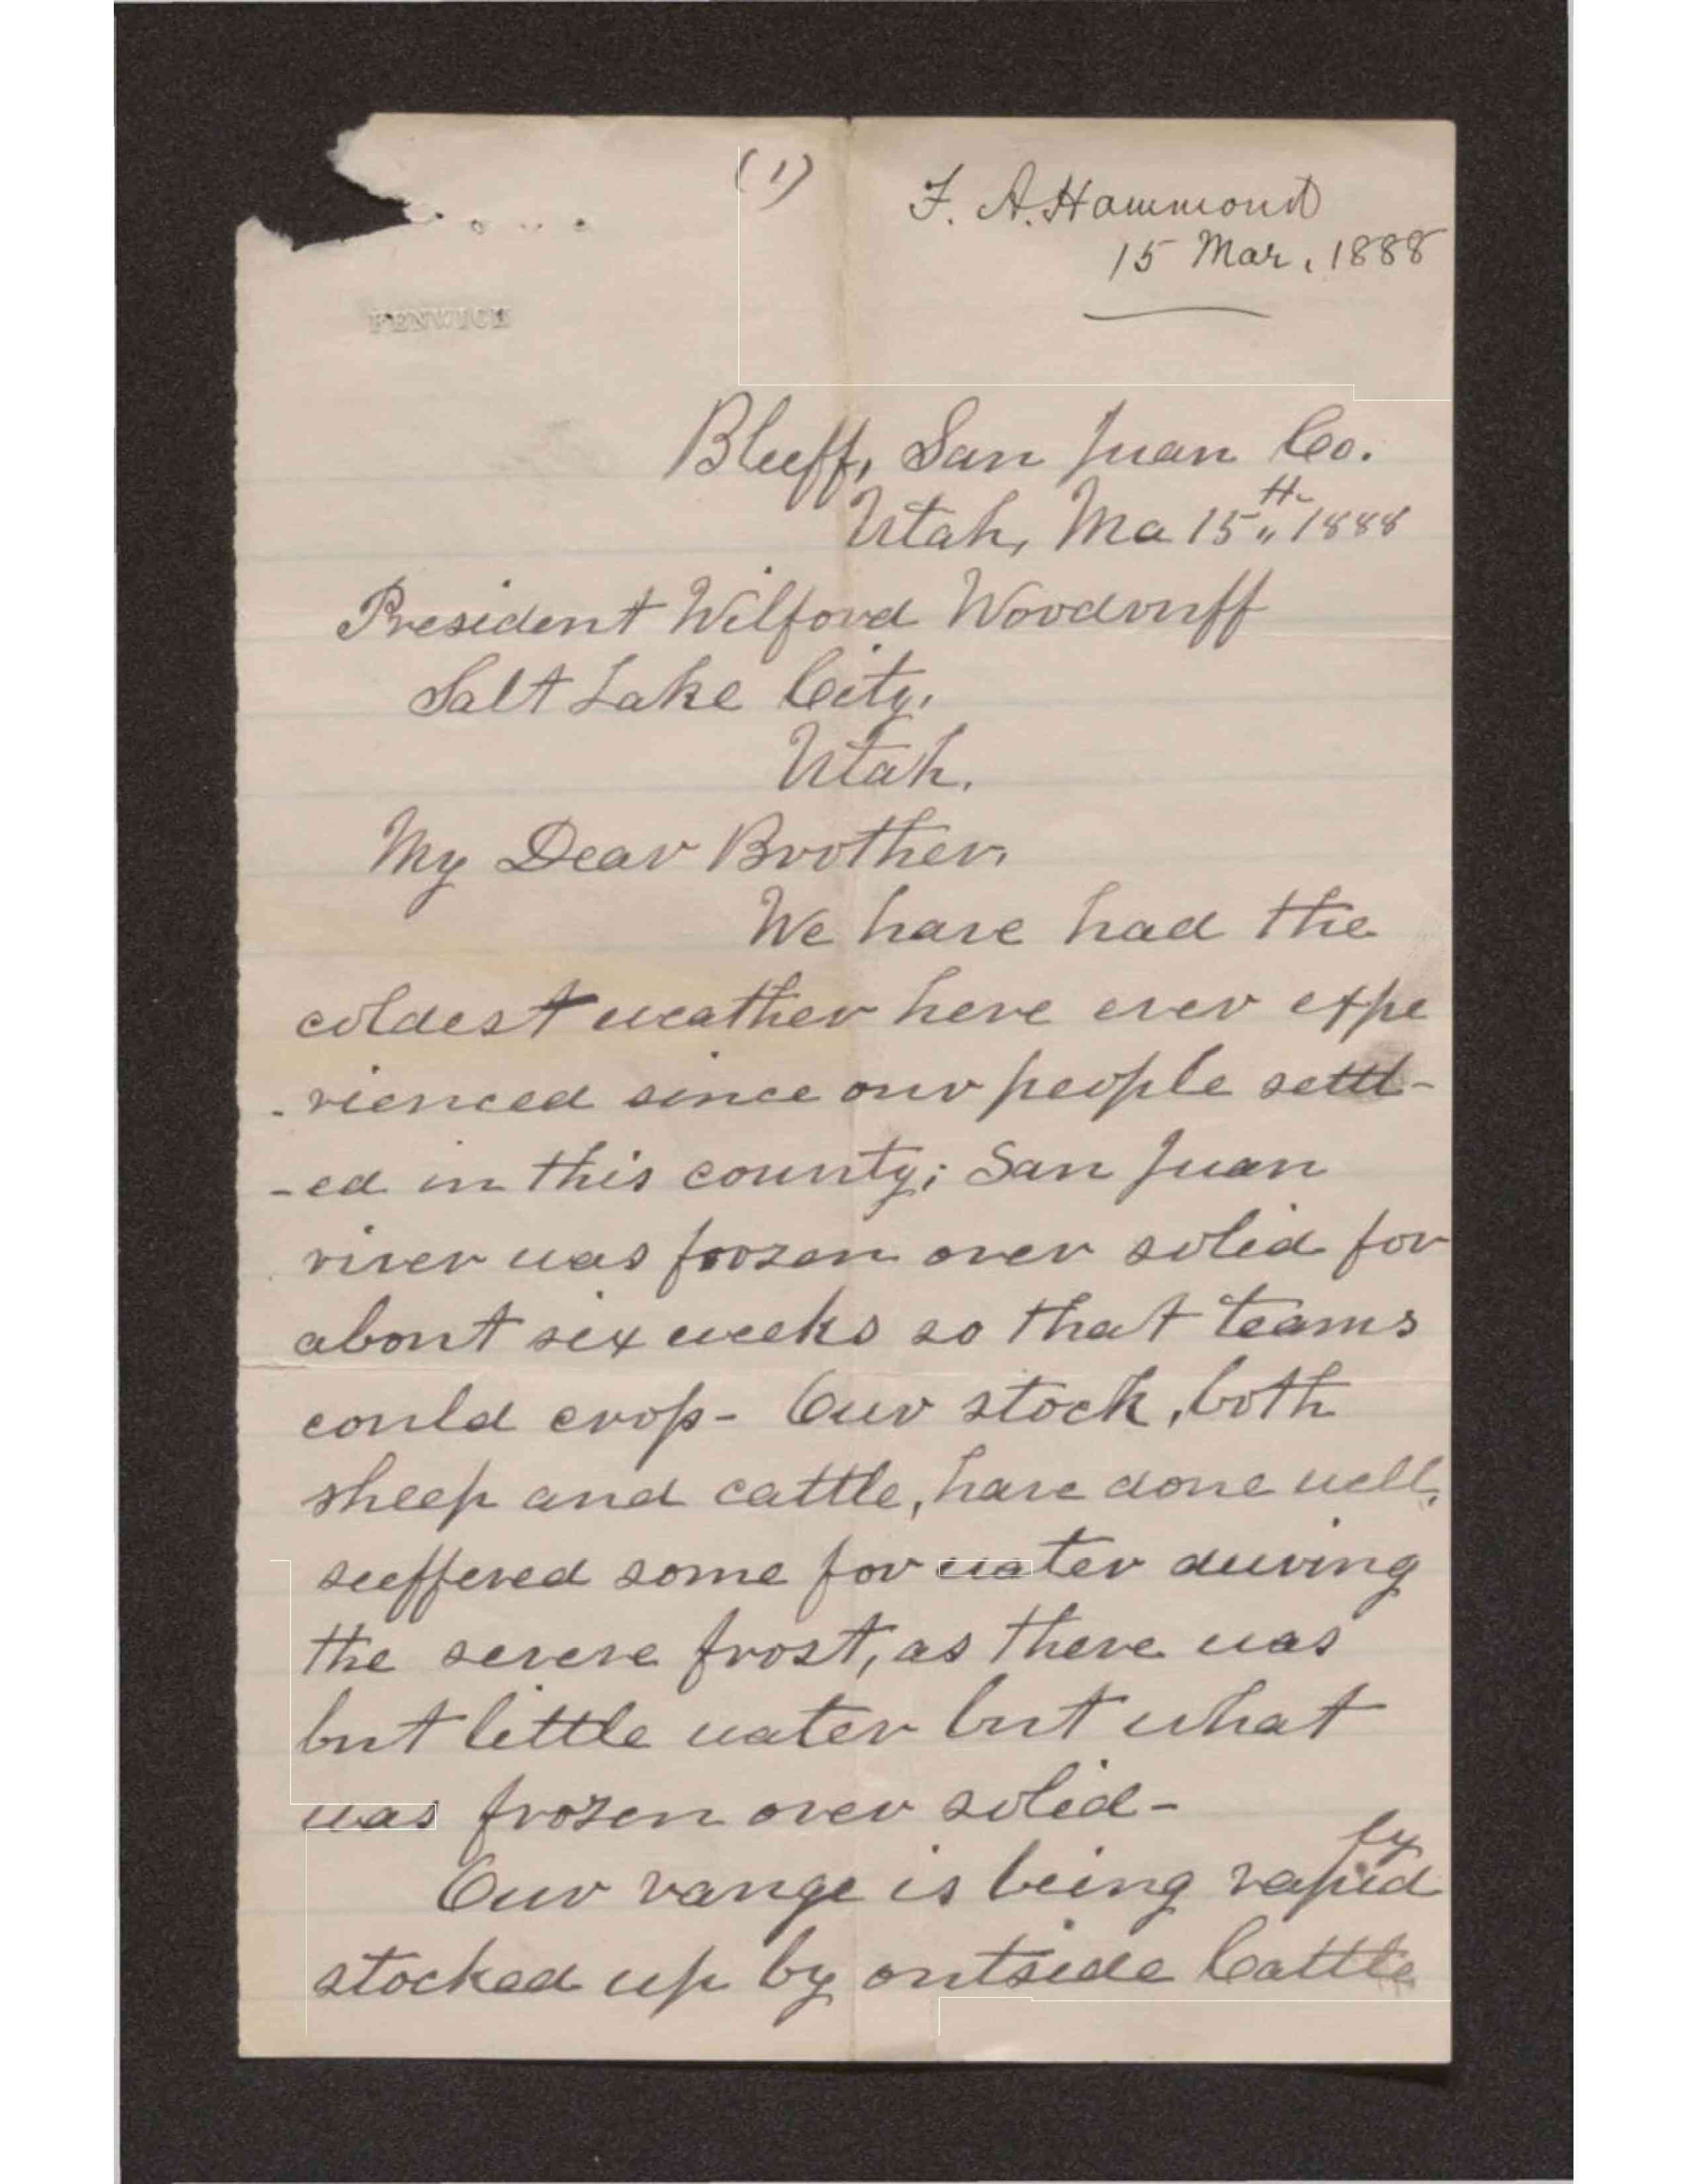 (1)
F. A. Hammond
15 Mar. 1888
FENWICK
Bluff, San Juan Co.
Utah, Ma 15th 1888
President Wilford Woodruff
Salt Lake City,
Utah.
My Dear Brother,
We have had the
coldest weather here ever expe
-rienced since our people settl-
-ed in this county; San Juan
river was frozen over solid for
about six weeks so that teams
could crop- Our stock, both
sheep and cattle, have done well,
suffered some for water during
the severe frost, as there was
but little water but what
was frozen over solid-
Our range is being rapidly
stocked up by outside Cattle